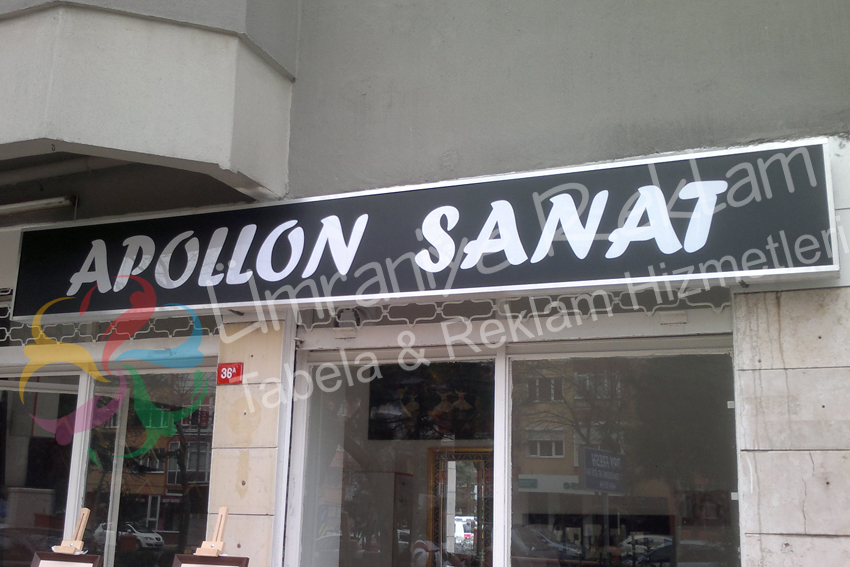 APOLLON SANAT
Ümraniye Reklam
Tabela & Reklam Hizmetleri
36A